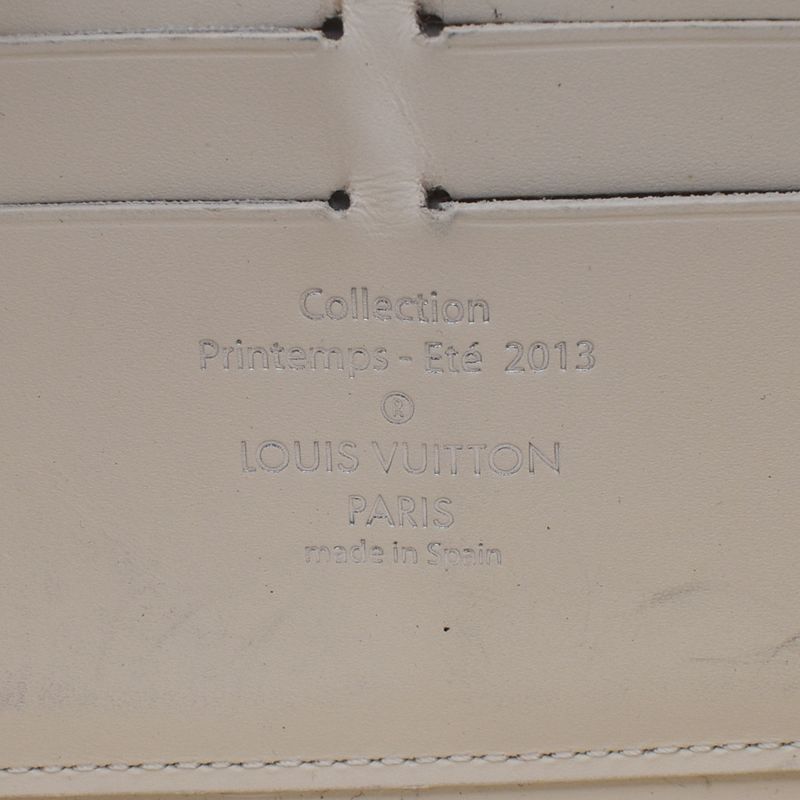 Collection
Printemps - Eté 2013
®
LOUIS VUITTON
PARIS
made in Spain